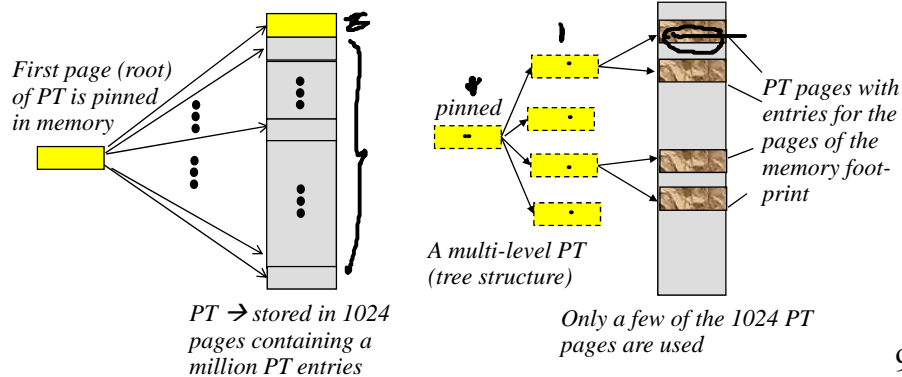 First page (root)
of PT is pinned
in memory
PT → stored in 1024
pages containing a
million PT entries
pinned
A multi-level PT
(tree structure)
PT pages with
entries for the
pages of the
memory foot-
print
Only a few of the 1024 PT
pages are used